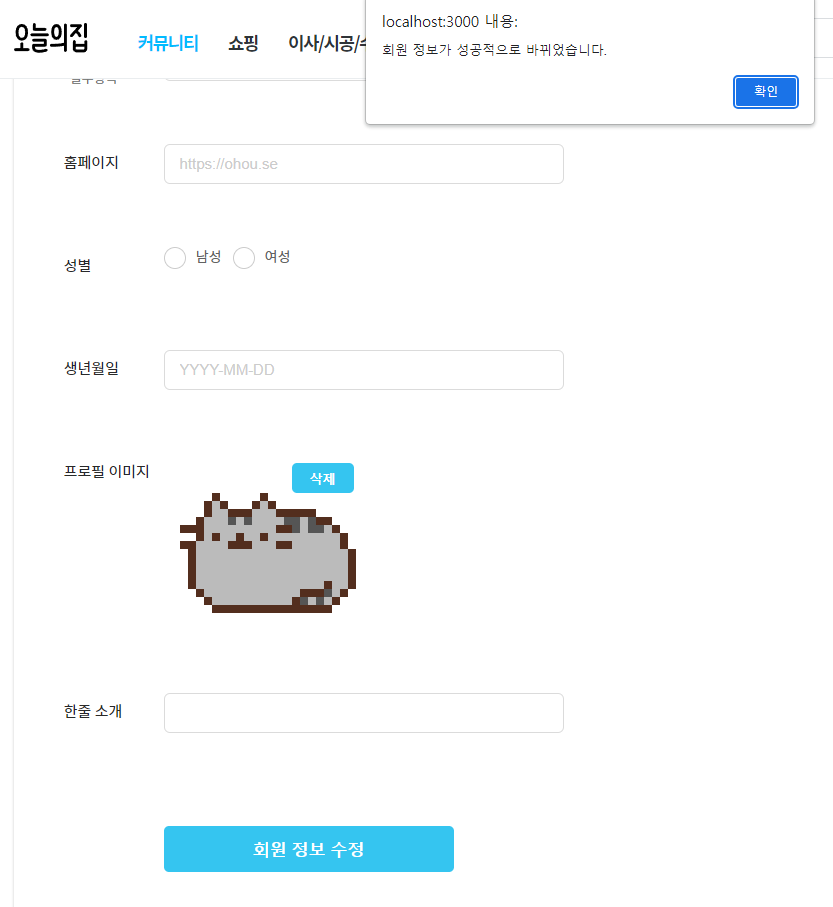 오늘의집
커뮤니티 쇼핑 이사/시공/
localhost:3000 내용:
회원 정보가 성공적으로 바뀌었습니다.
확인
홈페이지 https://ohou.se
성별 남성 여성
생년월일 YYYY-MM-DD
프로필 이미지 삭제
한줄 소개
회원 정보 수정